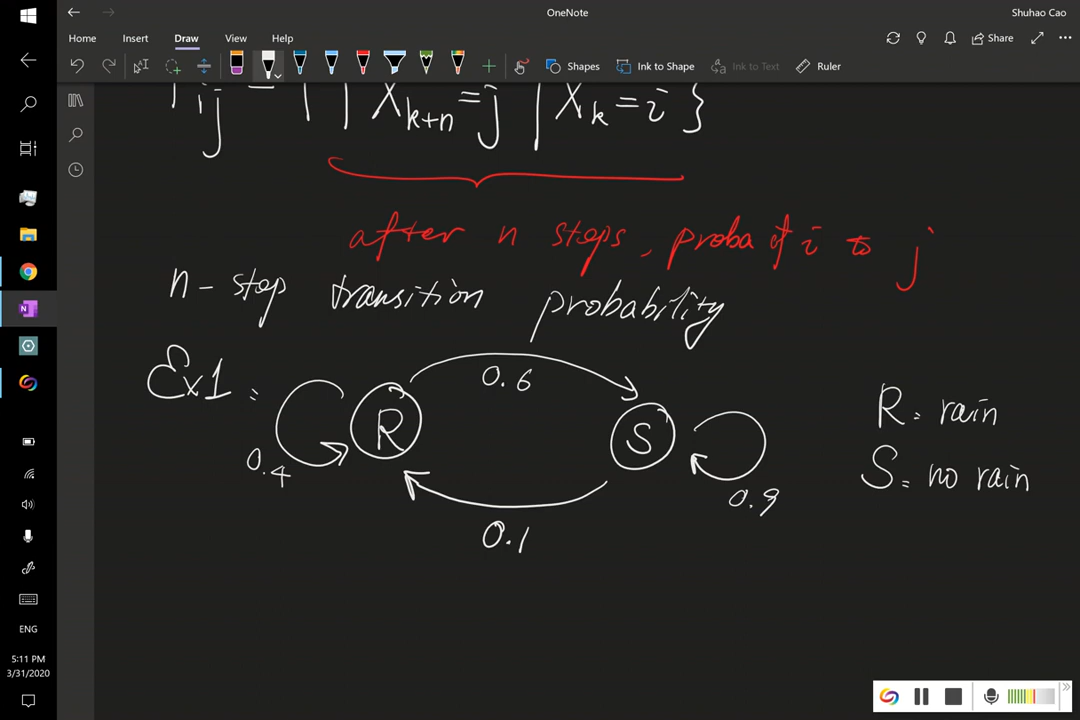 OneNote
Shuhao Cao
Home Insert Draw View Help
Share
Shapes
Ink to Shape
Ink to Text
Ruler
ij = X k+n = j | X k = i }
after n steps, proba of i to j
n-step transition probability
Ex1:
0.6
R
S
0.4
0.9
0.1
R: rain
S: no rain
ENG
5:11 PM
3/31/2020